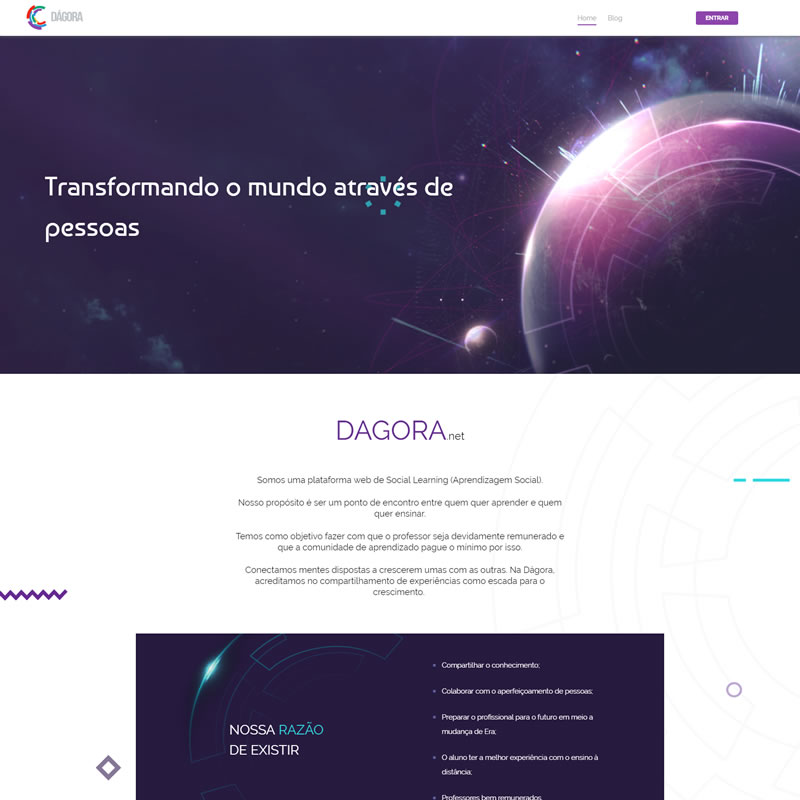 DÁGORA
Home Blog ENTRAR
Transformando o mundo através de
pessoas
DAGORA.net
Somos uma plataforma web de Social Learning (Aprendizagem Social).
Nosso propósito é ser um ponto de encontro entre quem quer aprender e quem
quer ensinar.
Temos como objetivo fazer com que o professor seja devidamente remunerado e
que a comunidade de aprendizado pague o mínimo por isso.
Conectamos mentes dispostas a crescerem umas com as outras. Na Dágora,
acreditamos no compartilhamento de experiências como escada para o
crescimento.
NOSSA RAZÃO
DE EXISTIR
Compartilhar o conhecimento;
Colaborar com o aperfeiçoamento de pessoas;
Preparar o profissional para o futuro em meio a
mudança de Era;
O aluno ter a melhor experiência com o ensino à
distância;
Professores bem remunerados.